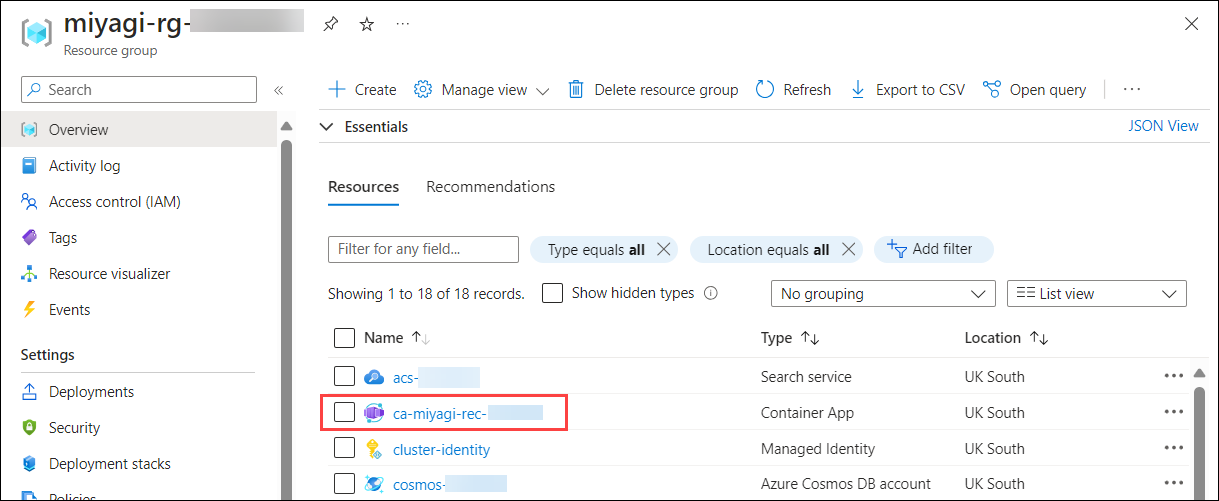 miyagi-rg-
Resource group
Search
Overview
Activity log
Access control (IAM)
Tags
Resource visualizer
Events
Settings
Deployments
Security
Deployment stacks
Policies
Create Manage view Delete resource group Refresh Export to CSV Open query ...
Essentials JSON View
Resources Recommendations
Filter for any field... Type equals all Location equals all Add filter
Showing 1 to 18 of 18 records. Show hidden types No grouping List view
Name Type Location
acs- Search service UK South
ca-miyagi-rec- Container App UK South
cluster-identity Managed Identity UK South
cosmos- Azure Cosmos DB account UK South